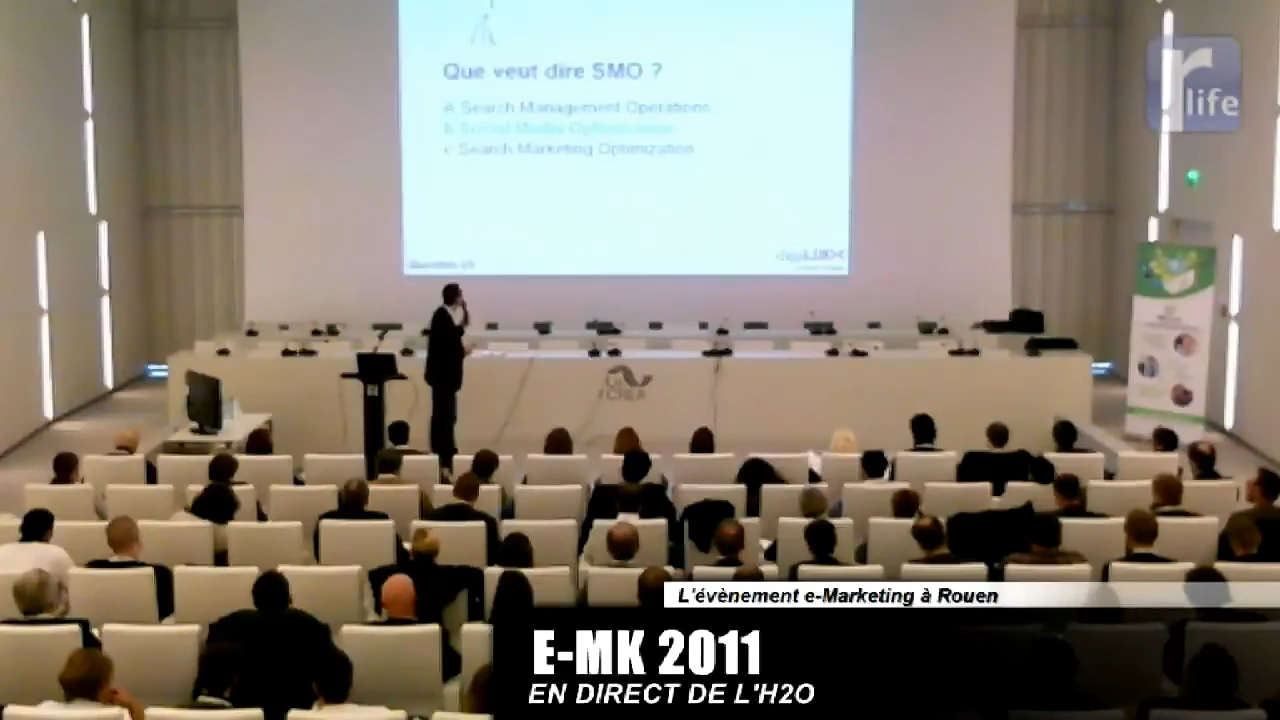 Que veut dire SMO ?
a Search Management Operations
b Social Media Optimization
c Search Marketing Optimization
r life
L'évènement e-Marketing à Rouen
E-MK 2011
EN DIRECT DE L'H2O